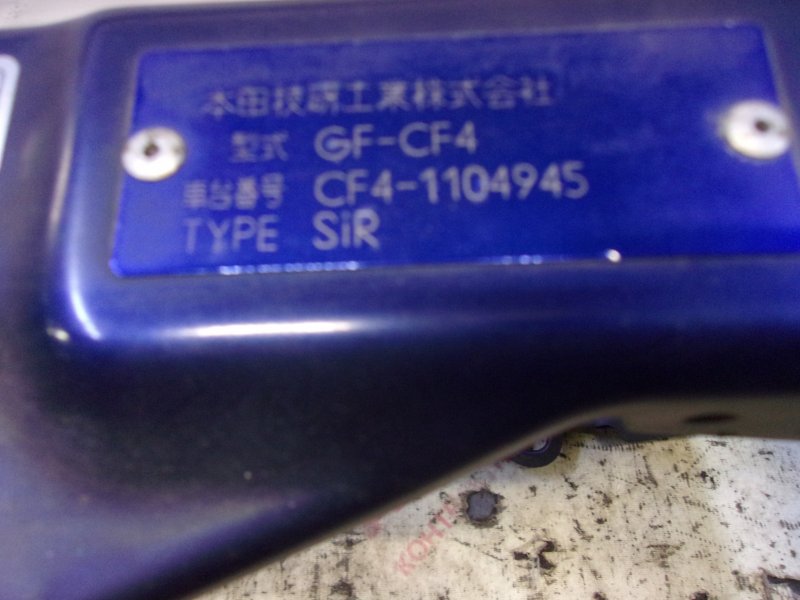 本田技研工業株式会社
型式 GF-CF4
車台番号 CF4-1104945
TYPE SiR